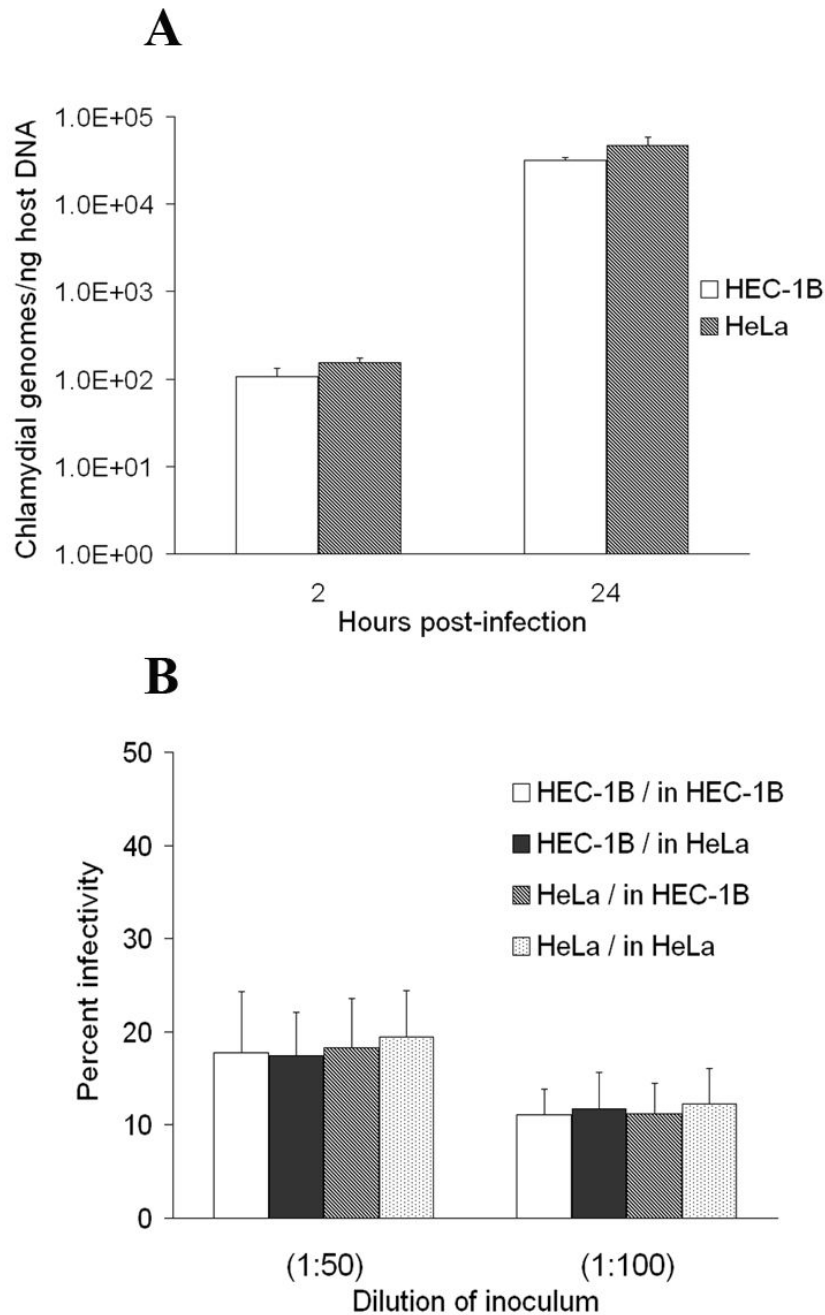 A
Chlamydial genomes/ng host DNA
1.0E+05
1.0E+04
1.0E+03
1.0E+02
1.0E+01
1.0E+00
HEC-1B
HeLa
2
24
Hours post-infection
B
Percent infectivity
50
40
30
20
10
0
HEC-1B / in HEC-1B
HEC-1B / in HeLa
HeLa / in HEC-1B
HeLa / in HeLa
(1:50)
(1:100)
Dilution of inoculum